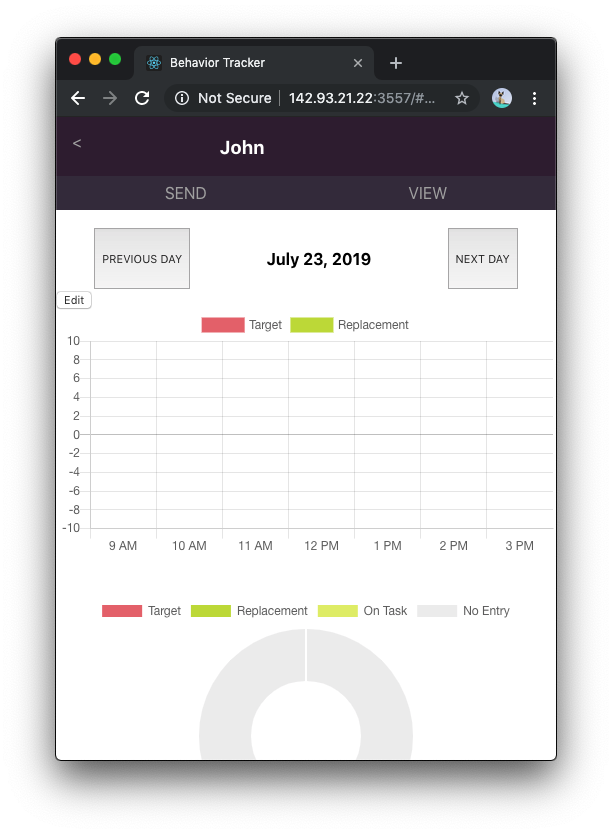 Behavior Tracker
Not Secure | 142.93.21.22:3557/#...
<
John
SEND VIEW
PREVIOUS DAY July 23, 2019 NEXT DAY
Edit
Target Replacement
10
8
6
4
2
0
-2
-4
-6
-8
-10
9 AM 10 AM 11 AM 12 PM 1 PM 2 PM 3 PM
Target Replacement On Task No Entry